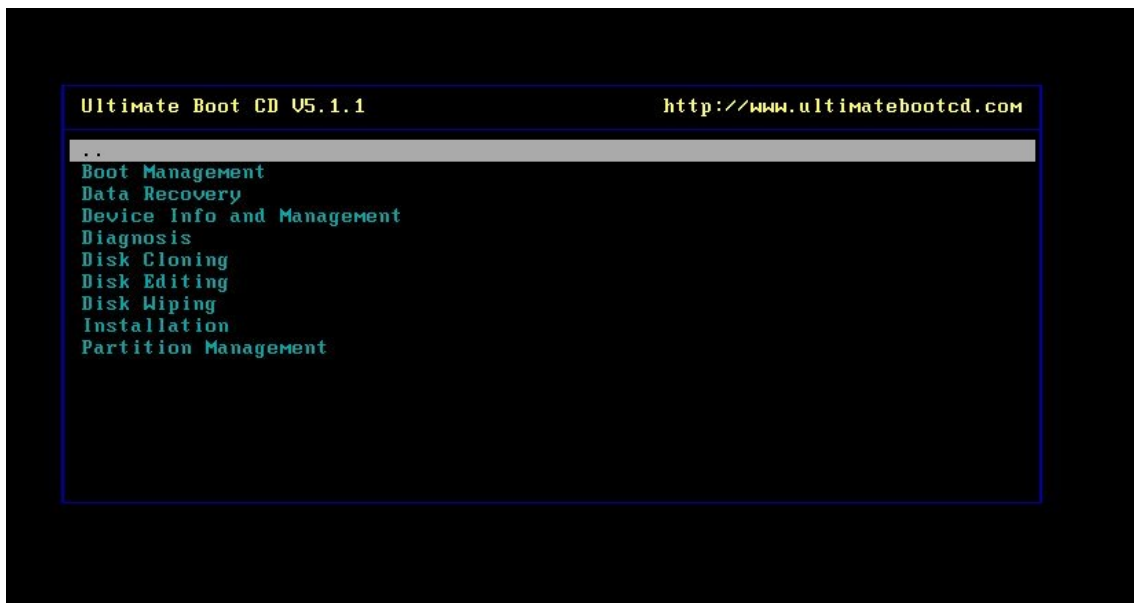 Ultimate Boot CD V5.1.1 http://www.ultimatebootcd.com
..
Boot Management
Data Recovery
Device Info and Management
Diagnosis
Disk Cloning
Disk Editing
Disk Wiping
Installation
Partition Management